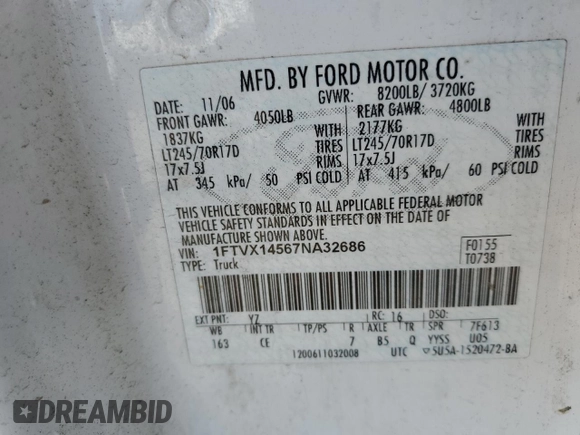 MFD. BY FORD MOTOR CO.
DATE: 11/06 GVWR: 8200LB/ 3720KG
FRONT GAWR: 4050LB REAR GAWR: 4800LB
1837KG WITH 2177KG WITH
LT245/70R17D TIRES LT245/70R17D TIRES
17x7.5J RIMS 17x7.5J RIMS
AT 345 kPa/ 50 PSI COLD AT 415 kPa/ 60 PSI COLD
THIS VEHICLE CONFORMS TO ALL APPLICABLE FEDERAL MOTOR
VEHICLE SAFETY STANDARDS IN EFFECT ON THE DATE OF
MANUFACTURE SHOWN ABOVE.
VIN: 1FTVX14567NA32686 F0155
TYPE: Truck T0738
EXT PNT: YZ RC: 16 DSO:
WB INT TR TP/PS R AXLE TR SPR 7F613
163 CE 7 B5 Q YYSS U05
1200611032008 UTC 5U5A-1520472-BA
DREAMBID